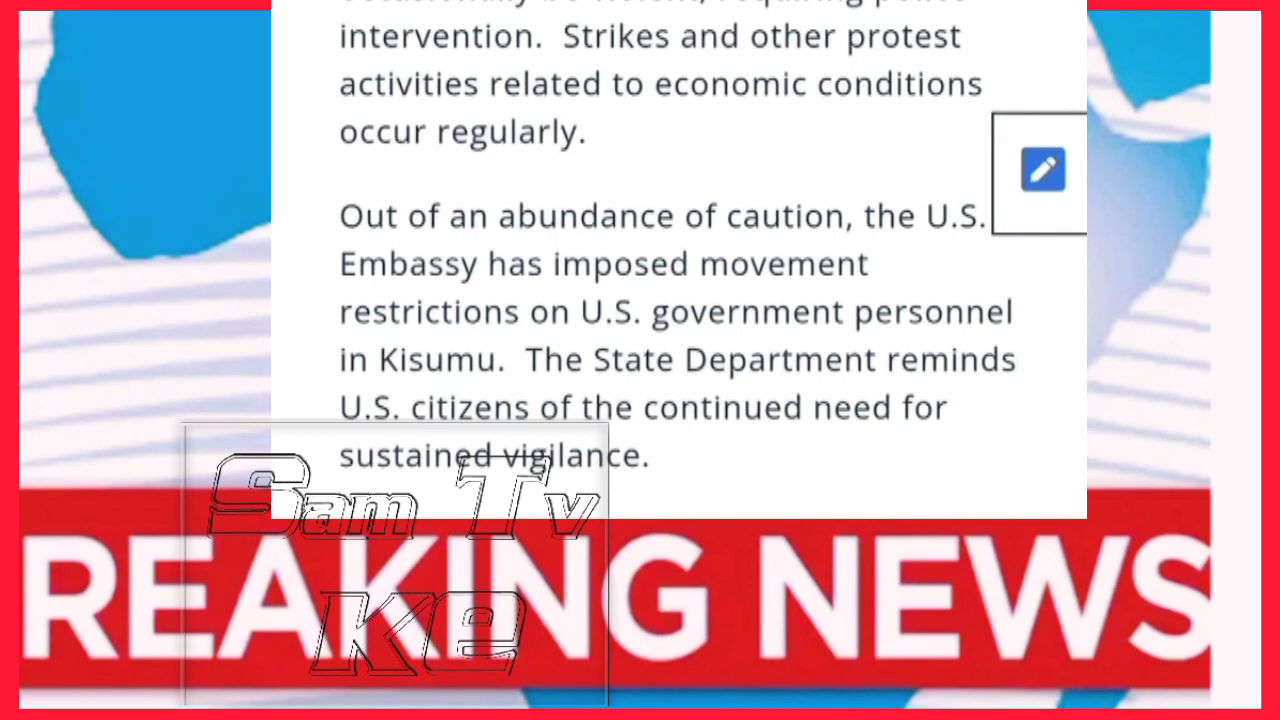 intervention.  Strikes and other protest
activities related to economic conditions
occur regularly.
Out of an abundance of caution, the U.S.
Embassy has imposed movement
restrictions on U.S. government personnel
in Kisumu.  The State Department reminds
U.S. citizens of the continued need for
sustained vigilance.
Sam Tv
Ke
REAKING NEWS